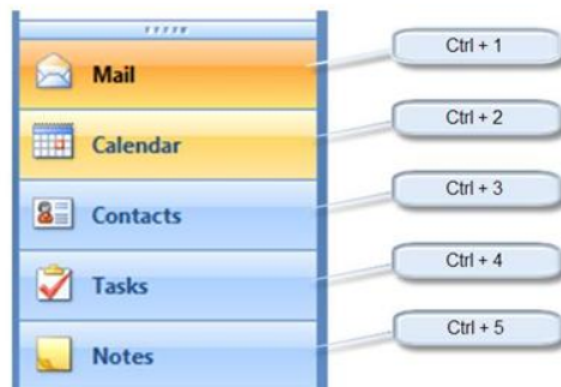 Mail
Ctrl + 1
Calendar
Ctrl + 2
Contacts
Ctrl + 3
Tasks
Ctrl + 4
Notes
Ctrl + 5